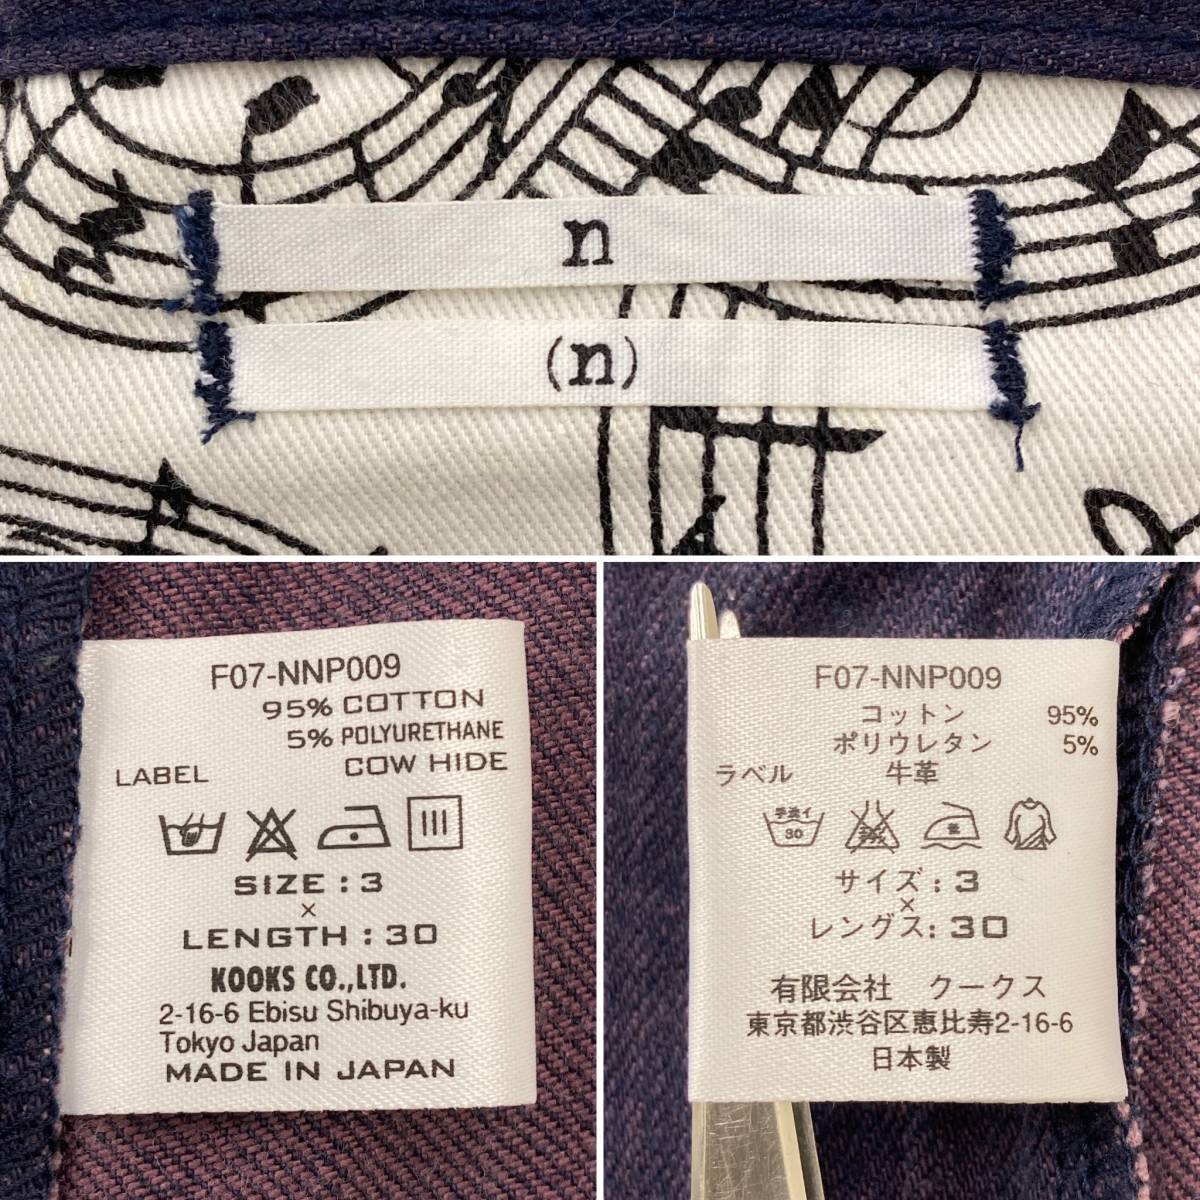 n
(n)
F07-NNP009
95% COTTON
5% POLYURETHANE
LABEL COW HIDE
SIZE : 3
×
LENGTH : 30
KOOKS CO.,LTD.
2-16-6 Ebisu Shibuya-ku
Tokyo Japan
MADE IN JAPAN
F07-NNP009
コットン 95%
ポリウレタン 5%
ラベル 牛革
手洗イ
30
サイズ : 3
×
レングス: 30
有限会社 クークス
東京都渋谷区恵比寿2-16-6
日本製